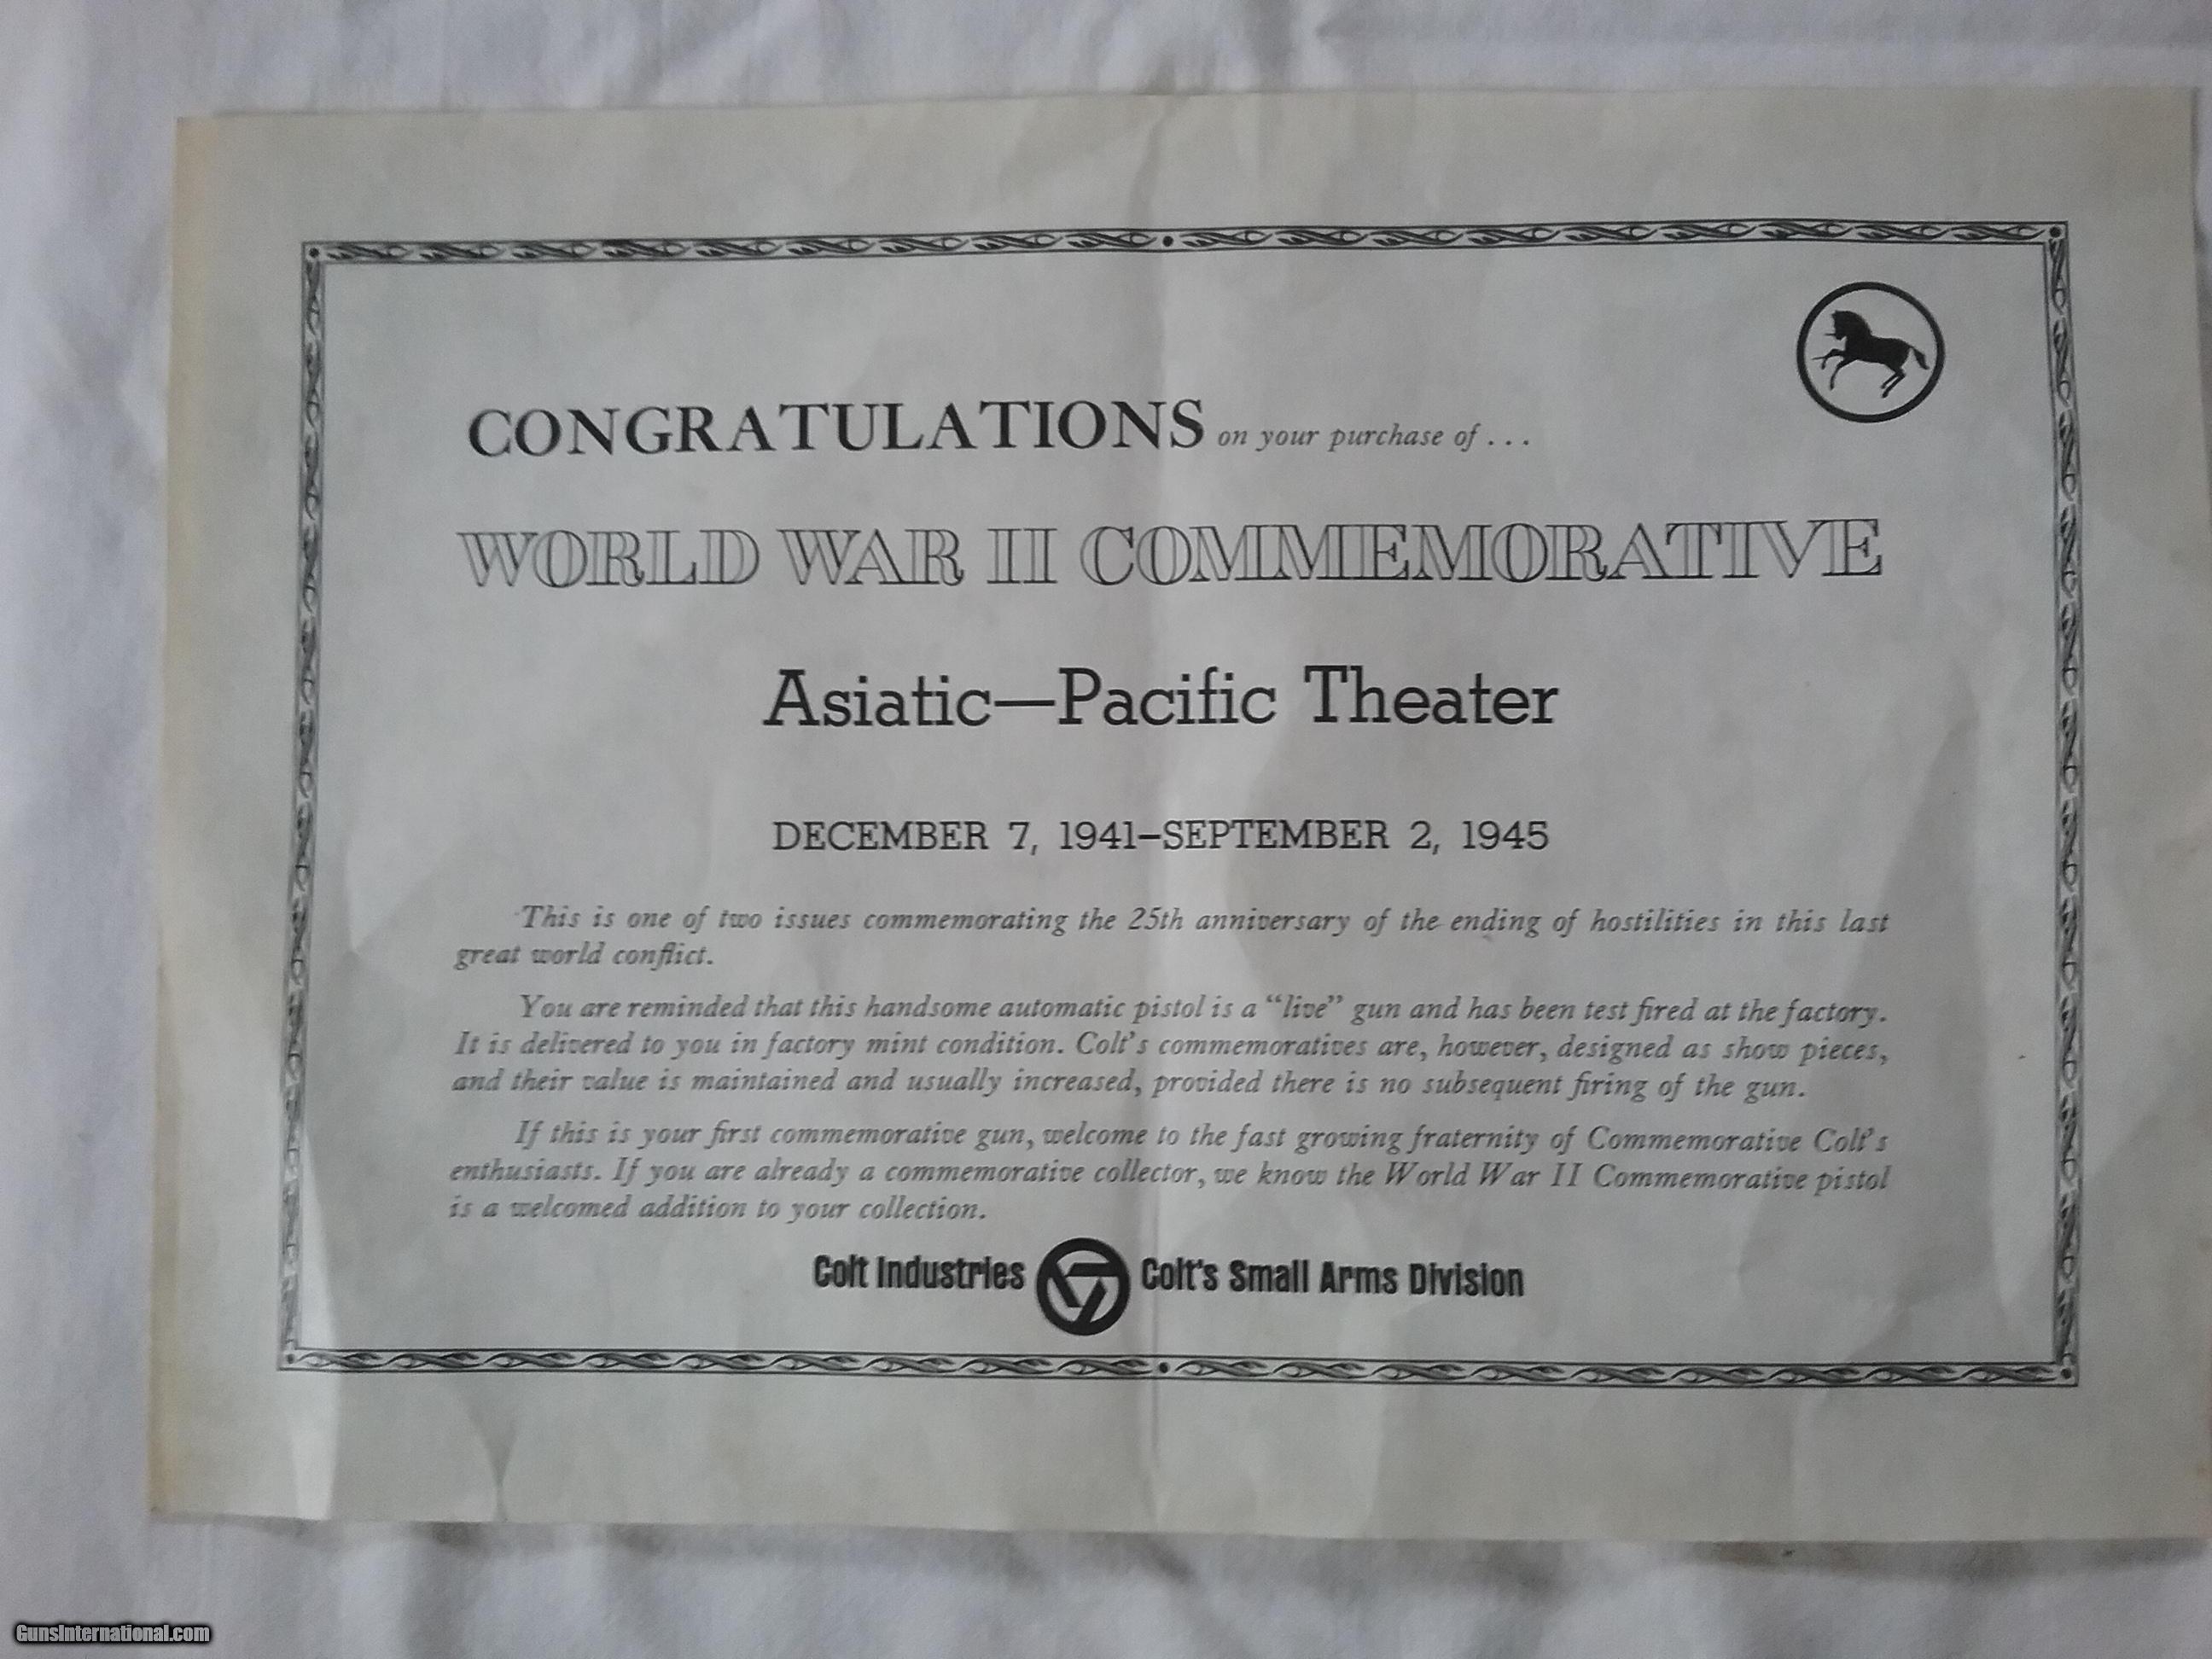 CONGRATULATIONS on your purchase of . . .
WORLD WAR II COMMEMORATIVE
Asiatic—Pacific Theater
DECEMBER 7, 1941–SEPTEMBER 2, 1945
This is one of two issues commemorating the 25th anniversary of the ending of hostilities in this last
great world conflict.
You are reminded that this handsome automatic pistol is a “live” gun and has been test fired at the factory.
It is delivered to you in factory mint condition. Colt’s commemoratives are, however, designed as show pieces,
and their value is maintained and usually increased, provided there is no subsequent firing of the gun.
If this is your first commemorative gun, welcome to the fast growing fraternity of Commemorative Colt’s
enthusiasts. If you are already a commemorative collector, we know the World War II Commemorative pistol
is a welcomed addition to your collection.
Colt Industries Colt's Small Arms Division
GunsInternational.com